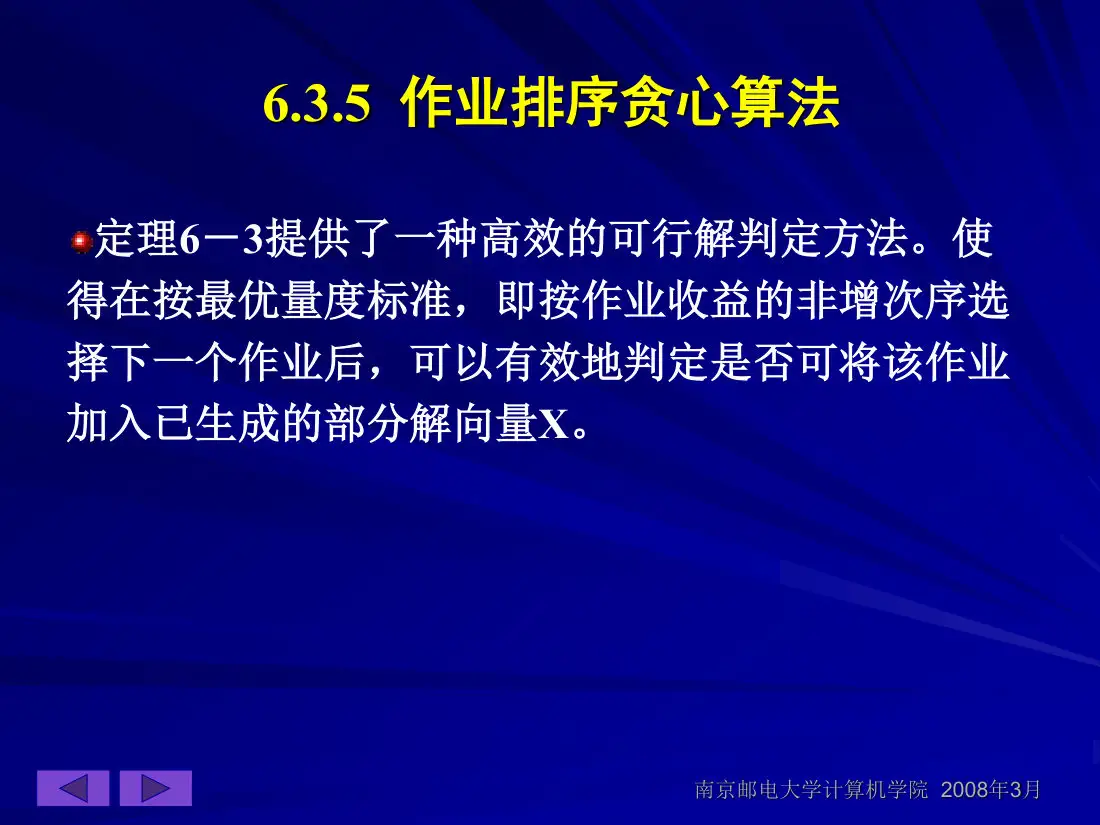 6.3.5 作业排序贪心算法
定理6－3提供了一种高效的可行解判定方法。使
得在按最优量度标准，即按作业收益的非增次序选
择下一个作业后，可以有效地判定是否可将该作业
加入已生成的部分解向量X。
南京邮电大学计算机学院 2008年3月